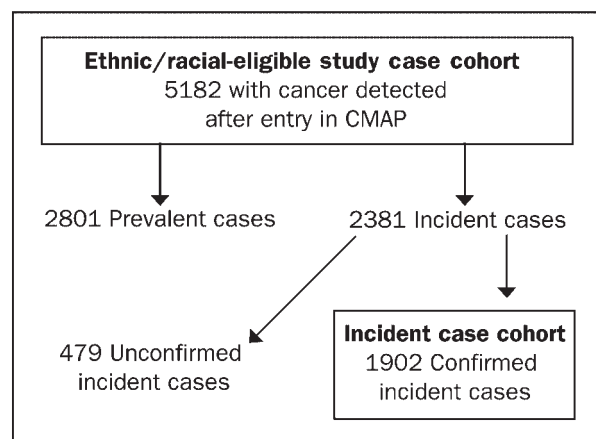 Ethnic/racial-eligible study case cohort
5182 with cancer detected
after entry in CMAP
2801 Prevalent cases
2381 Incident cases
479 Unconfirmed
incident cases
Incident case cohort
1902 Confirmed
incident cases